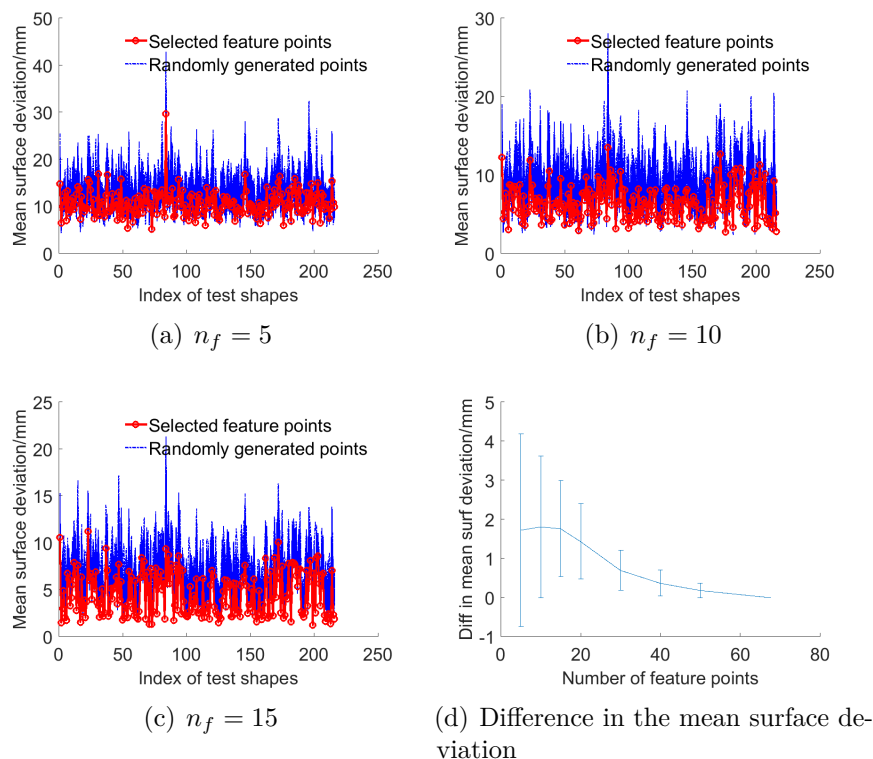 Mean surface deviation/mm
50
40
30
20
10
0
Selected feature points
Randomly generated points
0 50 100 150 200 250
Index of test shapes
(a) n_f = 5
Mean surface deviation/mm
30
20
10
0
Selected feature points
Randomly generated points
0 50 100 150 200 250
Index of test shapes
(b) n_f = 10
Mean surface deviation/mm
25
20
15
10
5
0
Selected feature points
Randomly generated points
0 50 100 150 200 250
Index of test shapes
(c) n_f = 15
Diff in mean surf deviation/mm
5
4
3
2
1
0
-1
0 20 40 60 80
Number of feature points
(d) Difference in the mean surface de-
viation